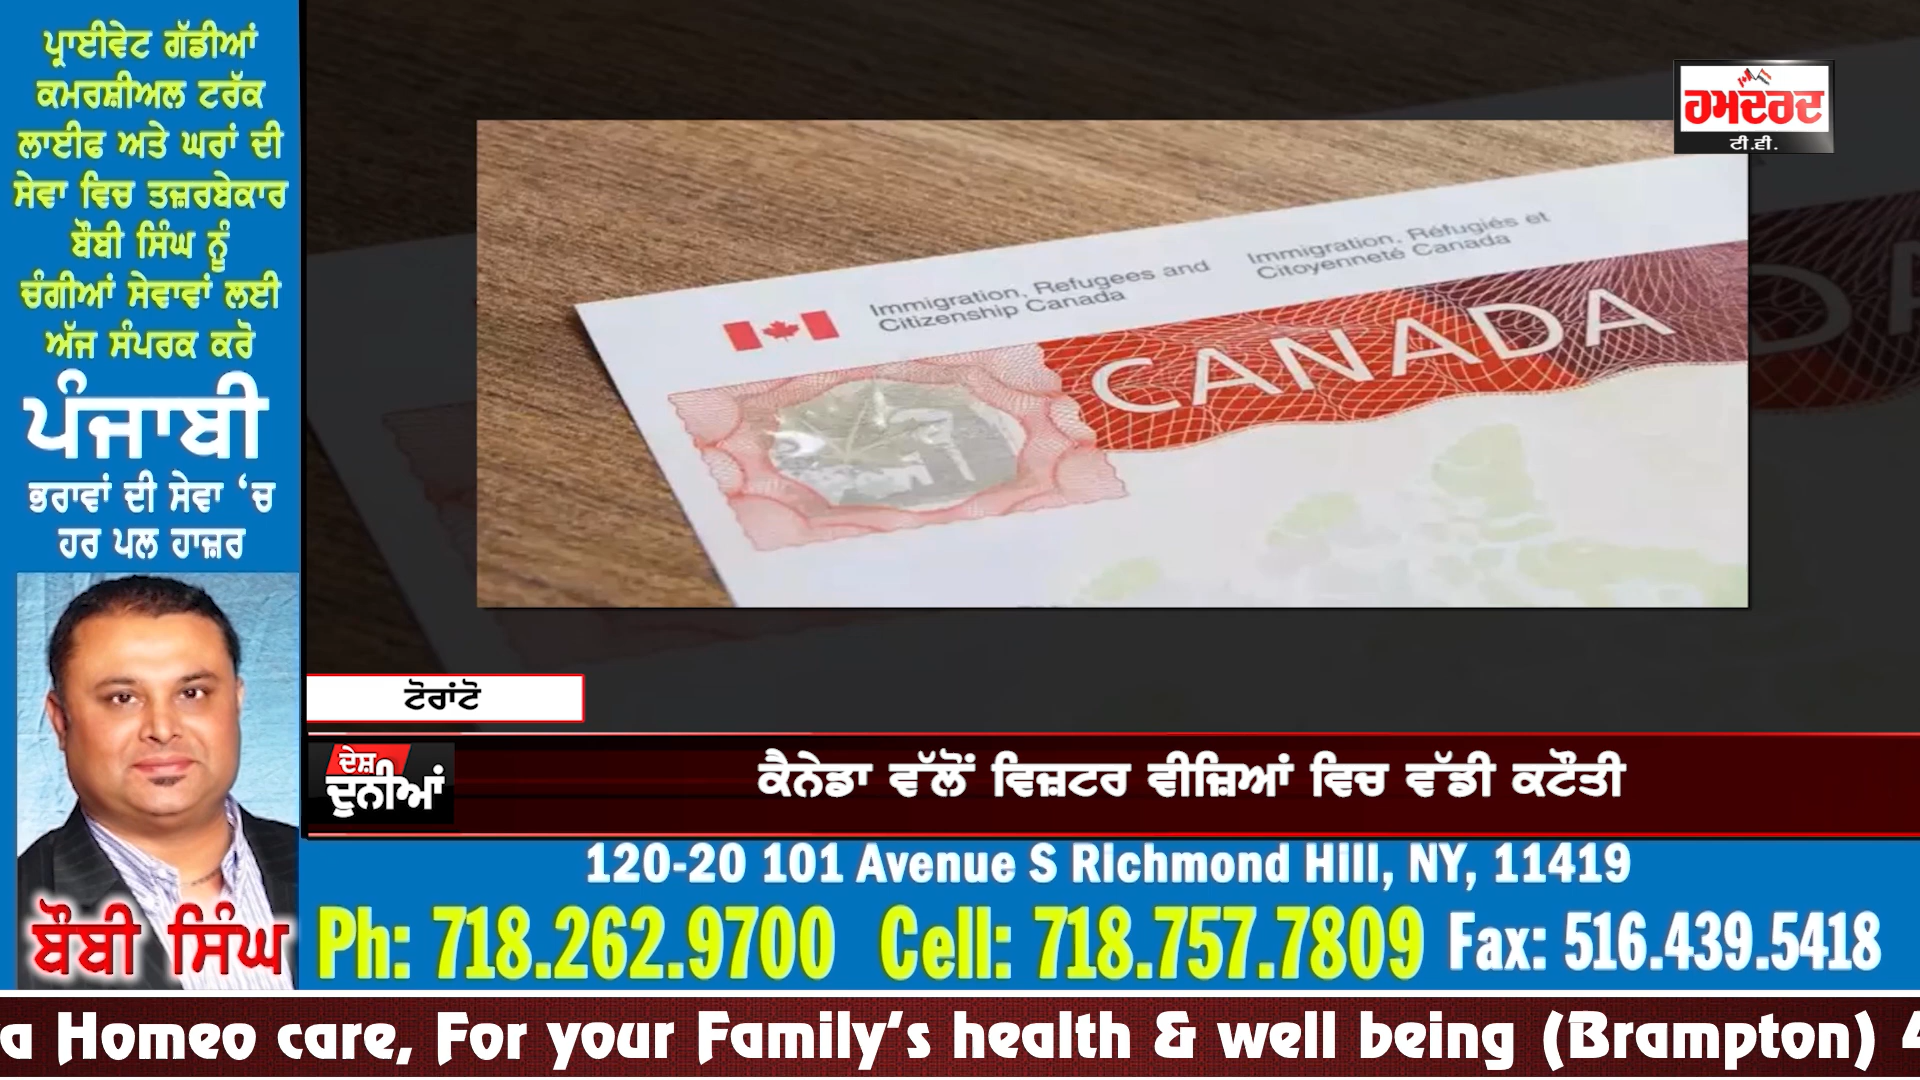 ਪ੍ਰਾਈਵੇਟ ਗੱਡੀਆਂ
ਕਮਰਸ਼ੀਅਲ ਟਰੱਕ
ਲਾਈਫ ਅਤੇ ਘਰਾਂ ਦੀ
ਸੇਵਾ ਵਿਚ ਤਜ਼ਰਬੇਕਾਰ
ਬੌਬੀ ਸਿੰਘ ਨੂੰ
ਚੰਗੀਆਂ ਸੇਵਾਵਾਂ ਲਈ
ਅੱਜ ਸੰਪਰਕ ਕਰੋ
ਪੰਜਾਬੀ
ਭਰਾਵਾਂ ਦੀ ਸੇਵਾ ‘ਚ
ਹਰ ਪਲ ਹਾਜ਼ਰ
ਬੌਬੀ ਸਿੰਘ
ਹਮਦਰਦ
ਟੀ.ਵੀ.
Immigration, Refugees and
Citizenship Canada
Immigration, Réfugiés et
Citoyenneté Canada
CANADA
ਟੋਰਾਂਟੋ
ਦੇਸ਼
ਦੁਨੀਆਂ
ਕੈਨੇਡਾ ਵੱਲੋਂ ਵਿਜ਼ਟਰ ਵੀਜ਼ਿਆਂ ਵਿਚ ਵੱਡੀ ਕਟੌਤੀ
120-20 101 Avenue S Richmond Hill, NY, 11419
Ph: 718.262.9700 Cell: 718.757.7809 Fax: 516.439.5418
a Homeo care, For your Family’s health & well being (Brampton) 4